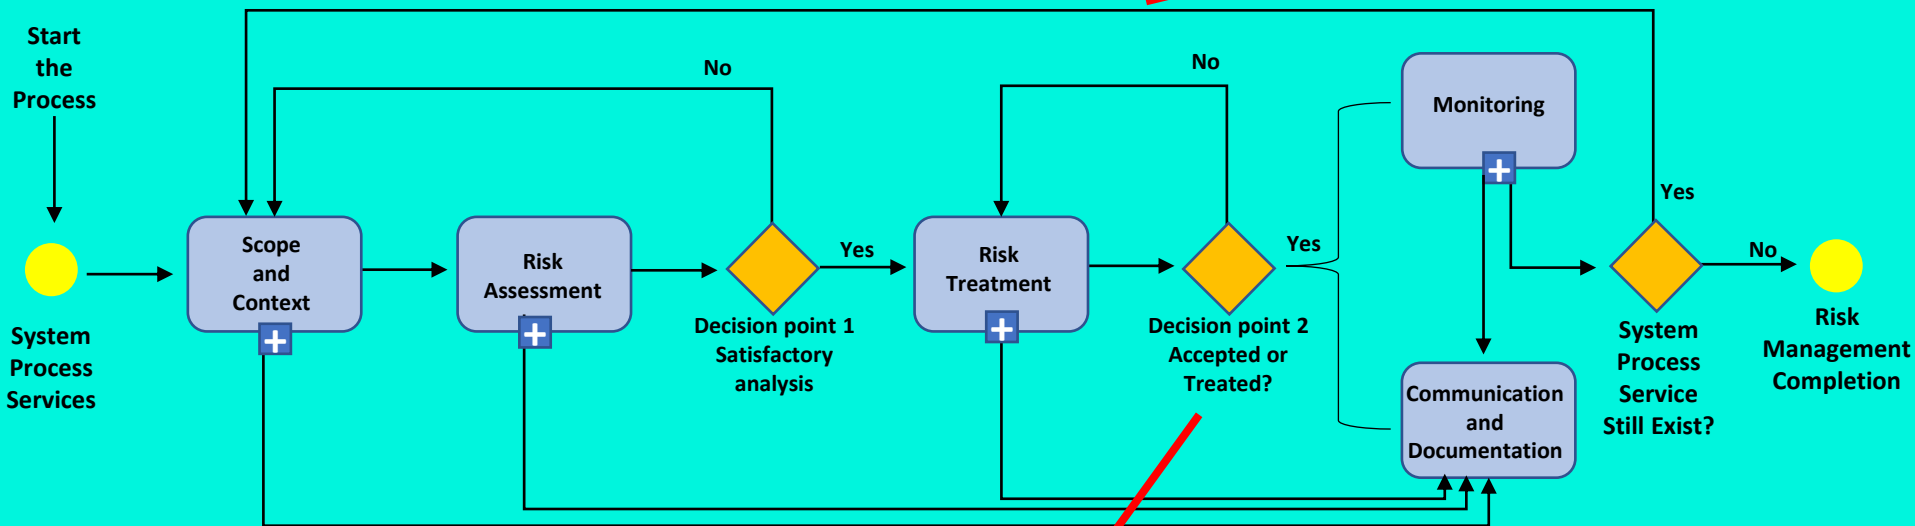 Start
the
Process
System
Process
Services
Scope
and
Context
Risk
Assessment
No
Decision point 1
Satisfactory
analysis
Yes
Risk
Treatment
No
Decision point 2
Accepted or
Treated?
Yes
Monitoring
Communication
and
Documentation
Yes
System
Process
Service
Still Exist?
No
Risk
Management
Completion